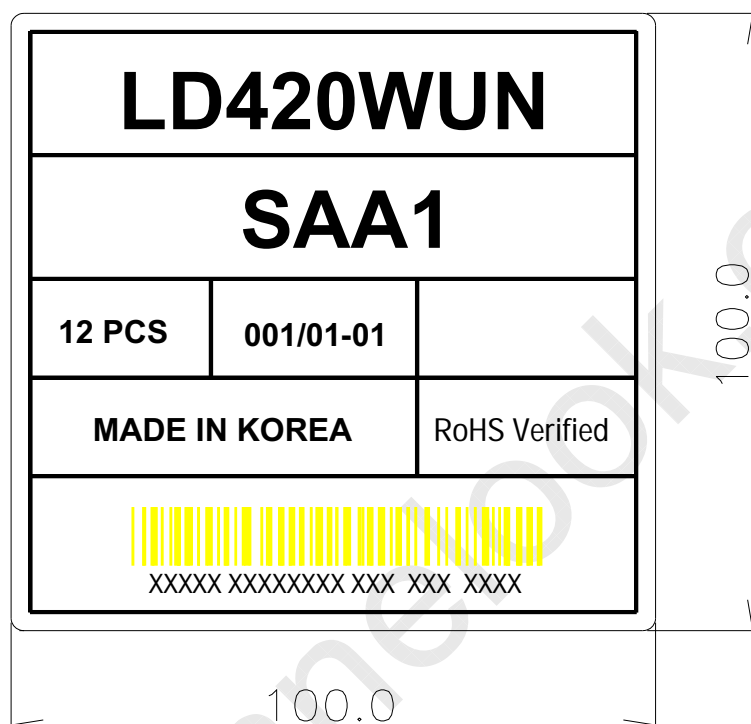 LD420WUN
SAA1
12 PCS 001/01-01
MADE IN KOREA RoHS Verified
XXXXX XXXXXXXX XXX XXX XXXX
100.0
100.0